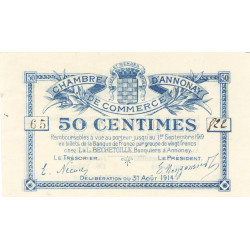 50 50
CHAMBRE D'ANNONAY
DE COMMERCE
65
50 CENTIMES
Remboursables à vue au porteur jusqu'au 1er Septembre 1919
en billets de la Banque de France par groupe de vingt francs
chez La L. BECHETOILLE, Banquiers à Annonay.
LE TRÉSORIER LE PRÉSIDENT
DÉLIBÉRATION DU 31 Août 1914